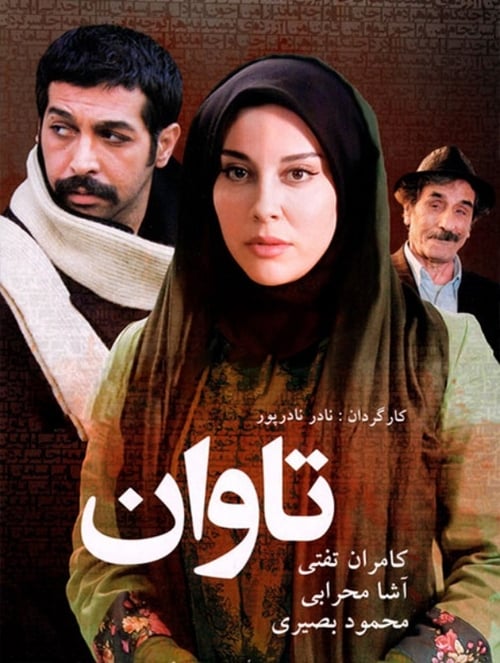 کارگردان : نادر نادرپور
تاوان
کامران تفتی
آشا محرابی
محمود بصیری